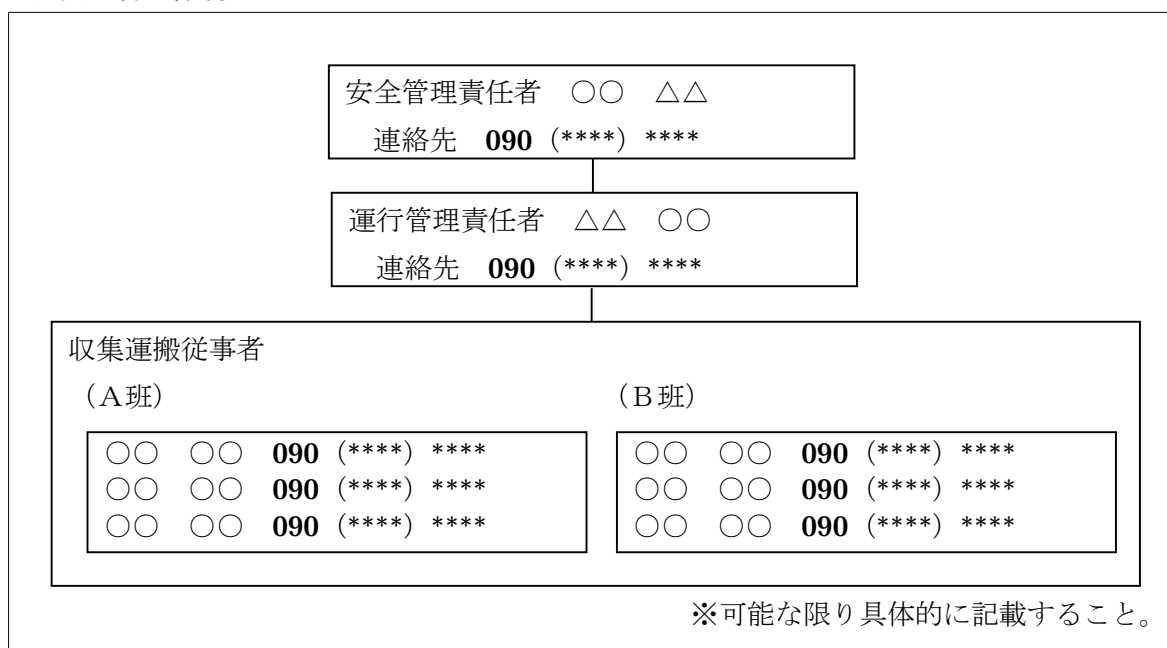 安全管理責任者　○○　△△
連絡先　090（****）****
運行管理責任者　△△　○○
連絡先　090（****）****
収集運搬従事者
（Ａ班）
○○　○○　090（****）****
○○　○○　090（****）****
○○　○○　090（****）****
（Ｂ班）
○○　○○　090（****）****
○○　○○　090（****）****
○○　○○　090（****）****
※可能な限り具体的に記載すること。